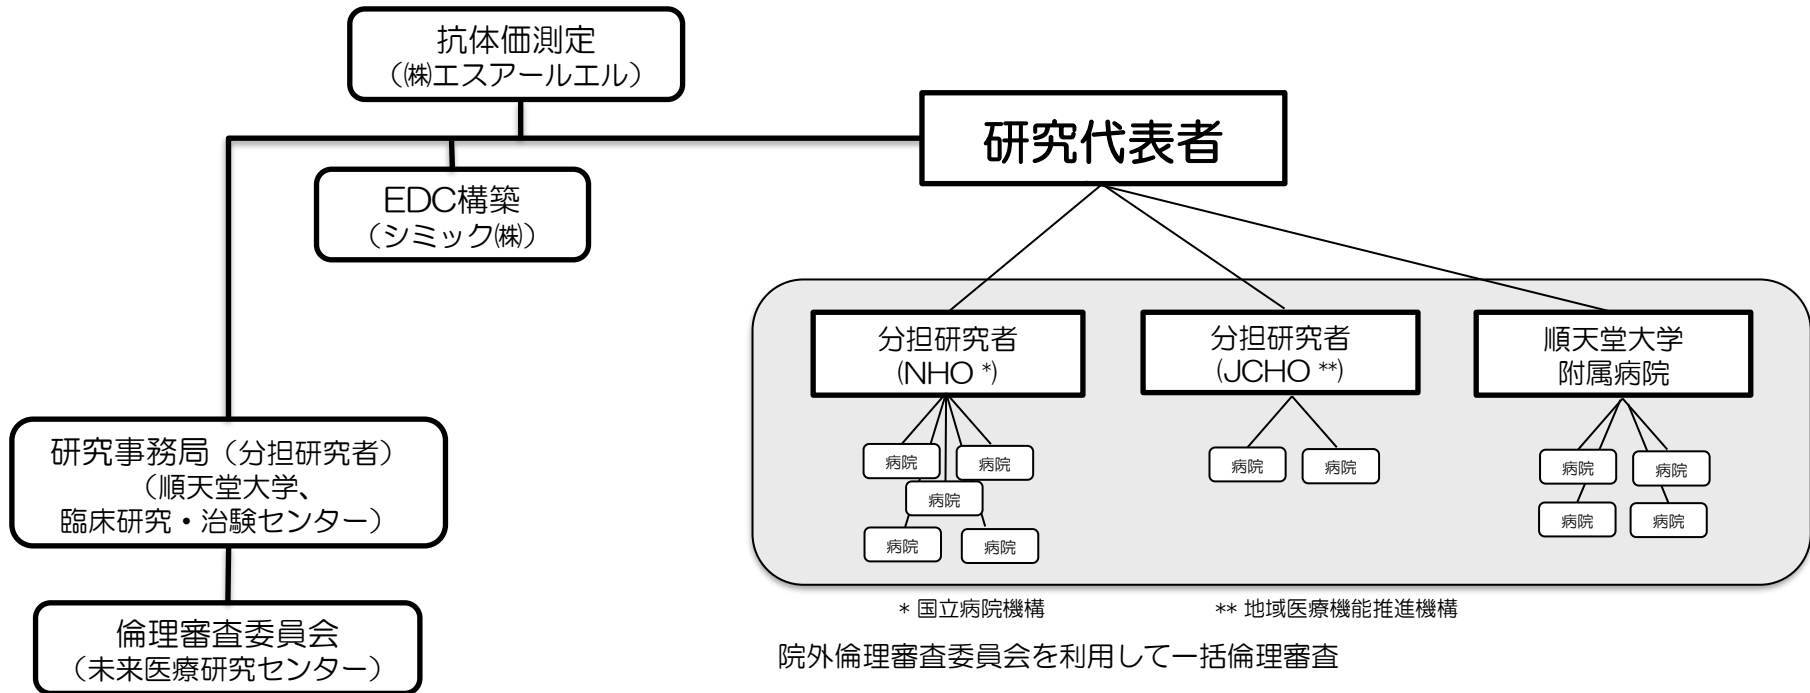 抗体価測定
(㈱エスアールエル)
研究代表者
EDC構築
(シミック㈱)
分担研究者
(NHO *)
分担研究者
(JCHO **)
順天堂大学
附属病院
病院
病院
病院
病院
病院
病院
病院
病院
病院
病院
病院
研究事務局(分担研究者)
(順天堂大学、
臨床研究・治験センター)
倫理審査委員会
(未来医療研究センター)
* 国立病院機構
** 地域医療機能推進機構
院外倫理審査委員会を利用して一括倫理審査